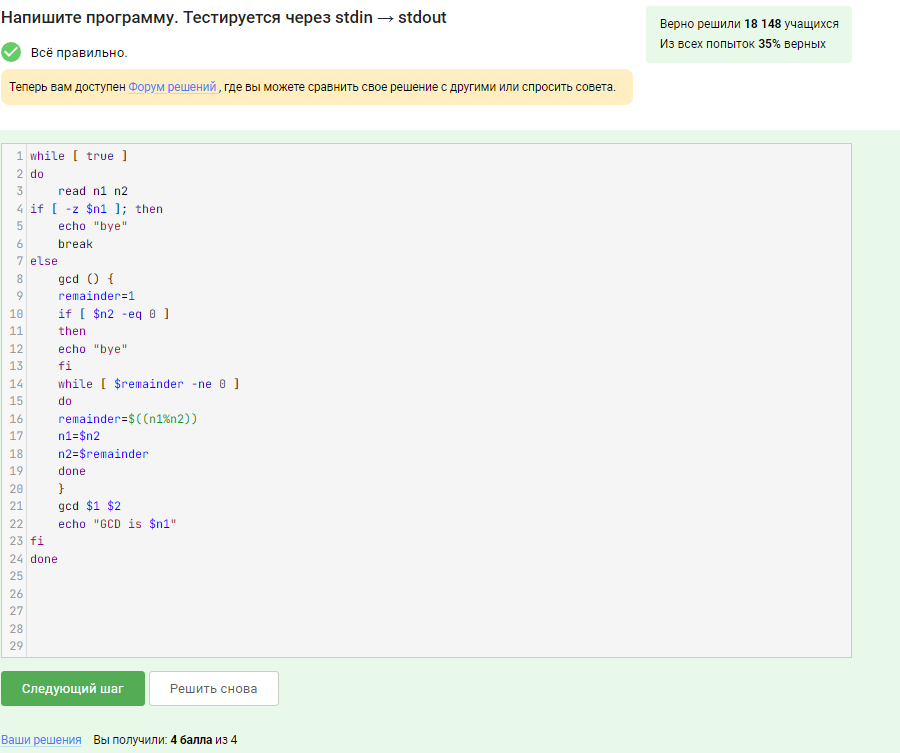 Напишите программу. Тестируется через stdin → stdout
Верно решили 18 148 учащихся
Из всех попыток 35% верных
Всё правильно.
Теперь вам доступен Форум решений, где вы можете сравнить свое решение с другими или спросить совета.
1 while [ true ]
2 do
3     read n1 n2
4 if [ -z $n1 ]; then
5     echo "bye"
6     break
7 else
8     gcd () {
9     remainder=1
10     if [ $n2 -eq 0 ]
11     then
12     echo "bye"
13     fi
14     while [ $remainder -ne 0 ]
15     do
16     remainder=$((n1%n2))
17     n1=$n2
18     n2=$remainder
19     done
20     }
21     gcd $1 $2
22     echo "GCD is $n1"
23 fi
24 done
25
26
27
28
29
Следующий шаг
Решить снова
Ваши решения Вы получили: 4 балла из 4